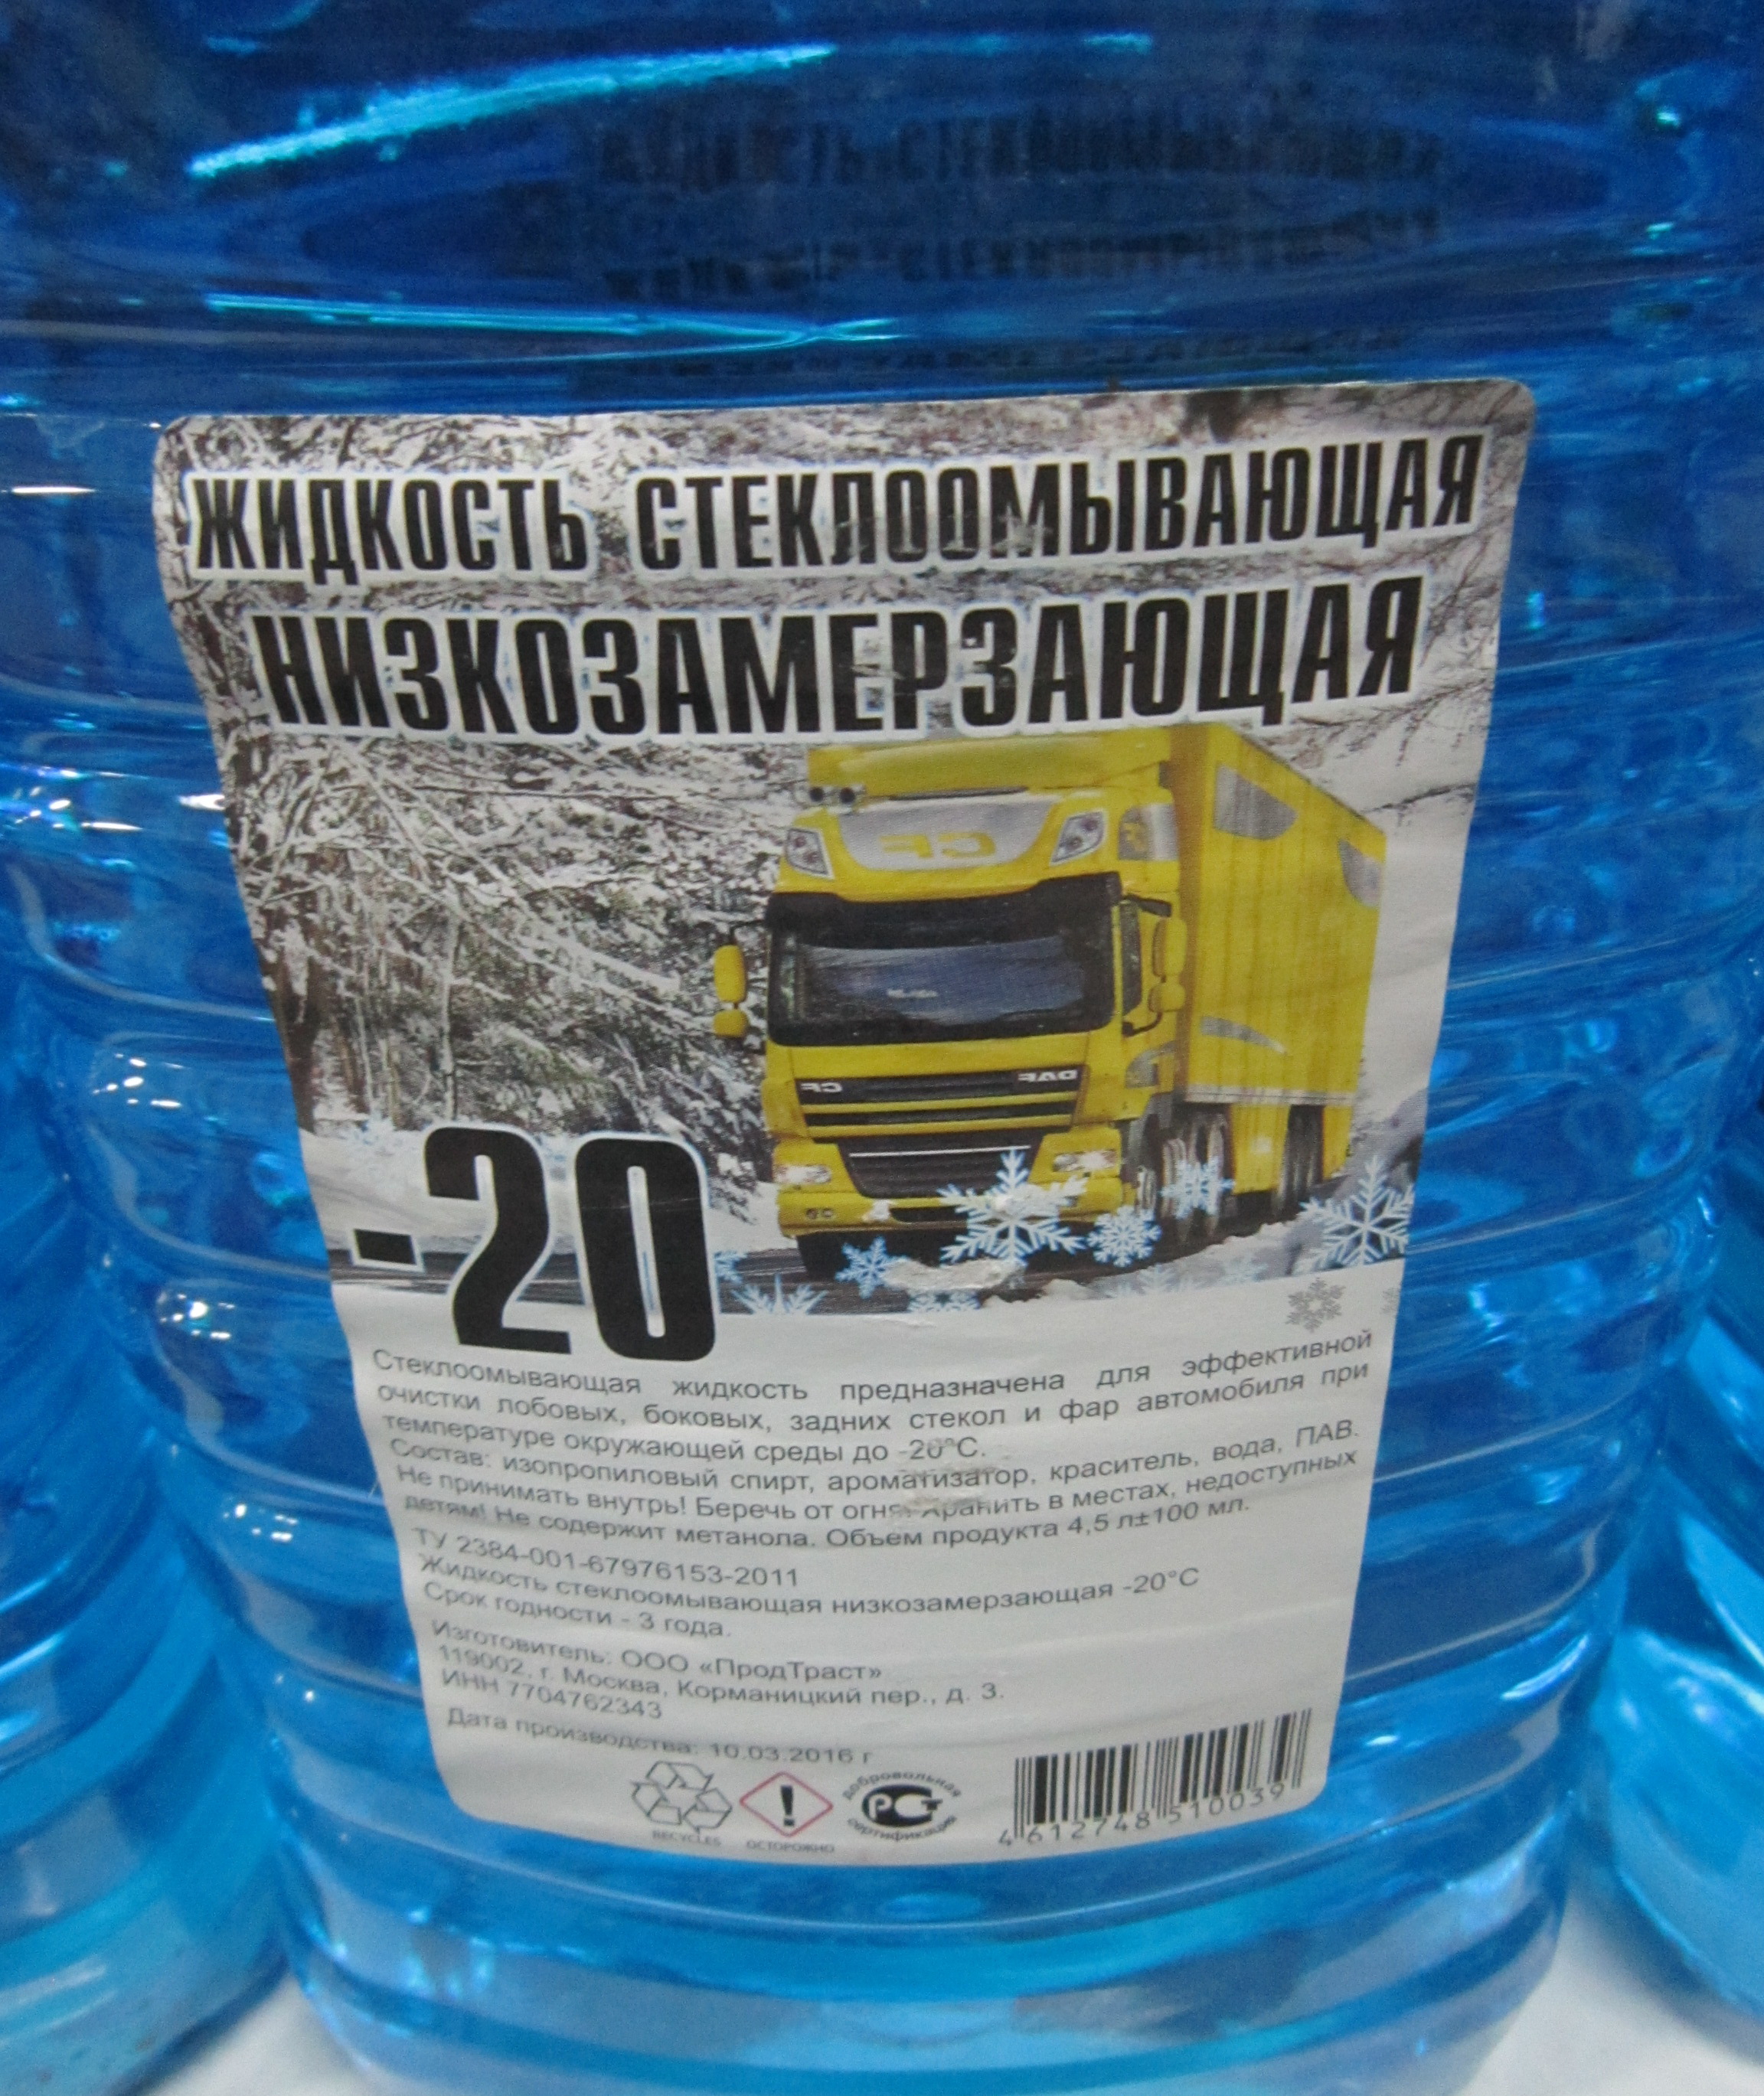 ЖИДКОСТЬ СТЕКЛООМЫВАЮЩАЯ
НИЗКОЗАМЕРЗАЮЩАЯ
CF
CF DAF
-20
Стеклоомывающая жидкость предназначена для эффективной
очистки лобовых, боковых, задних стекол и фар автомобиля при
температуре окружающей среды до -20°С.
Состав: изопропиловый спирт, ароматизатор, краситель, вода, ПАВ.
Не принимать внутрь! Беречь от огня. Хранить в местах, недоступных
детям! Не содержит метанола. Объем продукта 4,5 л±100 мл.
ТУ 2384-001-67976153-2011
Жидкость стеклоомывающая низкозамерзающая -20°С
Срок годности - 3 года.
Изготовитель: ООО «ПродТраст»
119002, г. Москва, Корманицкий пер., д. 3.
ИНН 7704762343
Дата производства: 10.03.2016 г
RECYCLES
ОСТОРОЖНО
добровольная
РСТ
сертификация
4 612748 510039